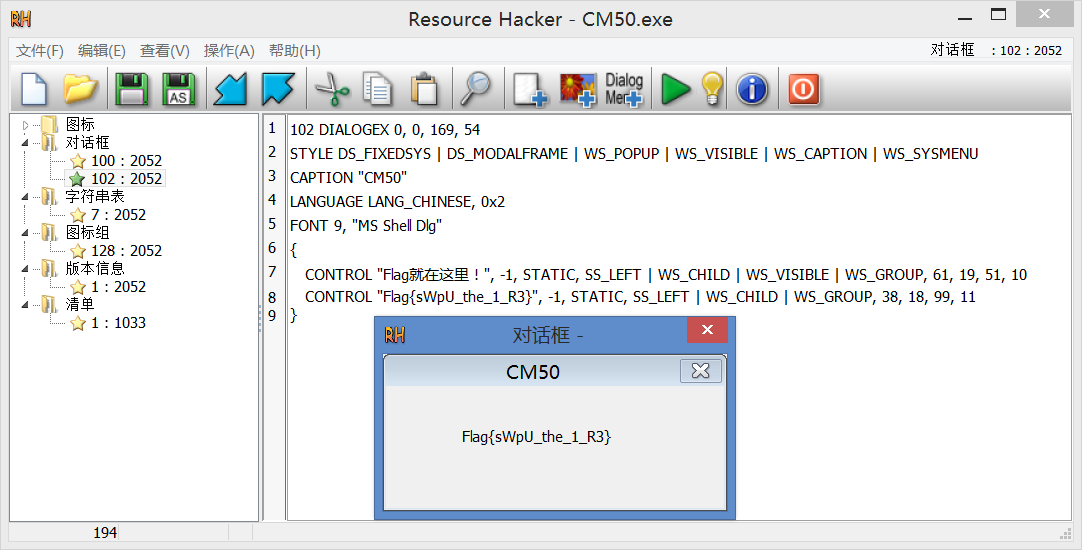 RH Resource Hacker - CM50.exe
文件(F) 编辑(E) 查看(V) 操作(A) 帮助(H) 对话框 : 102 : 2052
AS Dialog
Mer
图标
对话框
100 : 2052
102 : 2052
字符串表
7 : 2052
图标组
128 : 2052
版本信息
1 : 2052
清单
1 : 1033
1 102 DIALOGEX 0, 0, 169, 54
2 STYLE DS_FIXEDSYS | DS_MODALFRAME | WS_POPUP | WS_VISIBLE | WS_CAPTION | WS_SYSMENU
3 CAPTION "CM50"
4 LANGUAGE LANG_CHINESE, 0x2
5 FONT 9, "MS Shell Dlg"
6 {
7 CONTROL "Flag就在这里！", -1, STATIC, SS_LEFT | WS_CHILD | WS_VISIBLE | WS_GROUP, 61, 19, 51, 10
8 CONTROL "Flag{sWpU_the_1_R3}", -1, STATIC, SS_LEFT | WS_CHILD | WS_GROUP, 38, 18, 99, 11
9 }
RH 对话框 -
CM50
Flag{sWpU_the_1_R3}
194